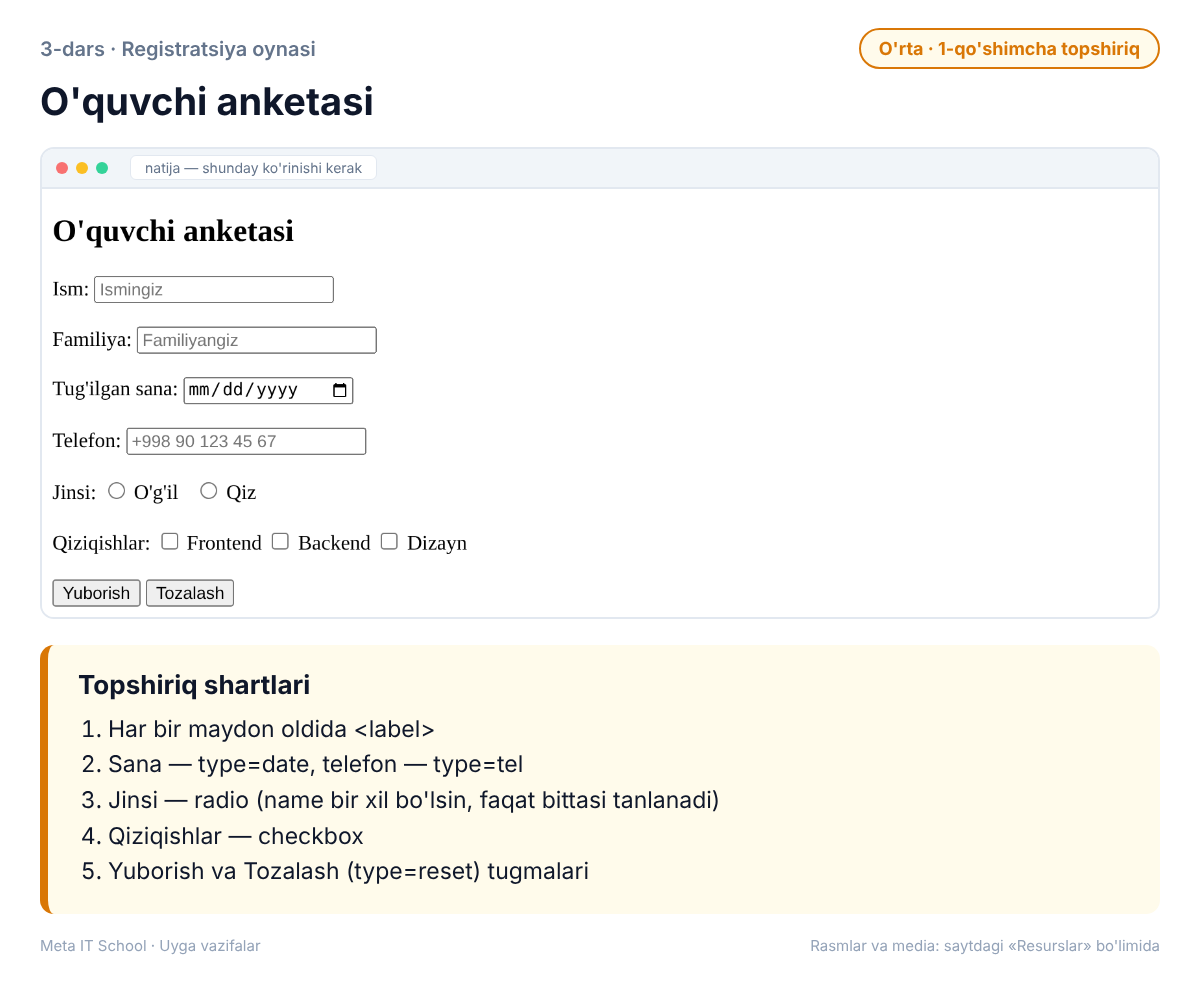 3-dars · Registratsiya oynasi
O'rta · 1-qo'shimcha topshiriq
O'quvchi anketasi
natija — shunday ko'rinishi kerak
O'quvchi anketasi
Ism: Ismingiz
Familiya: Familiyangiz
Tug'ilgan sana: mm/dd/yyyy
Telefon: +998 90 123 45 67
Jinsi: O'g'il Qiz
Qiziqishlar: Frontend Backend Dizayn
Yuborish Tozalash
Topshiriq shartlari
1. Har bir maydon oldida <label>
2. Sana — type=date, telefon — type=tel
3. Jinsi — radio (name bir xil bo'lsin, faqat bittasi tanlanadi)
4. Qiziqishlar — checkbox
5. Yuborish va Tozalash (type=reset) tugmalari
Meta IT School · Uyga vazifalar
Rasmlar va media: saytdagi «Resurslar» bo'limida